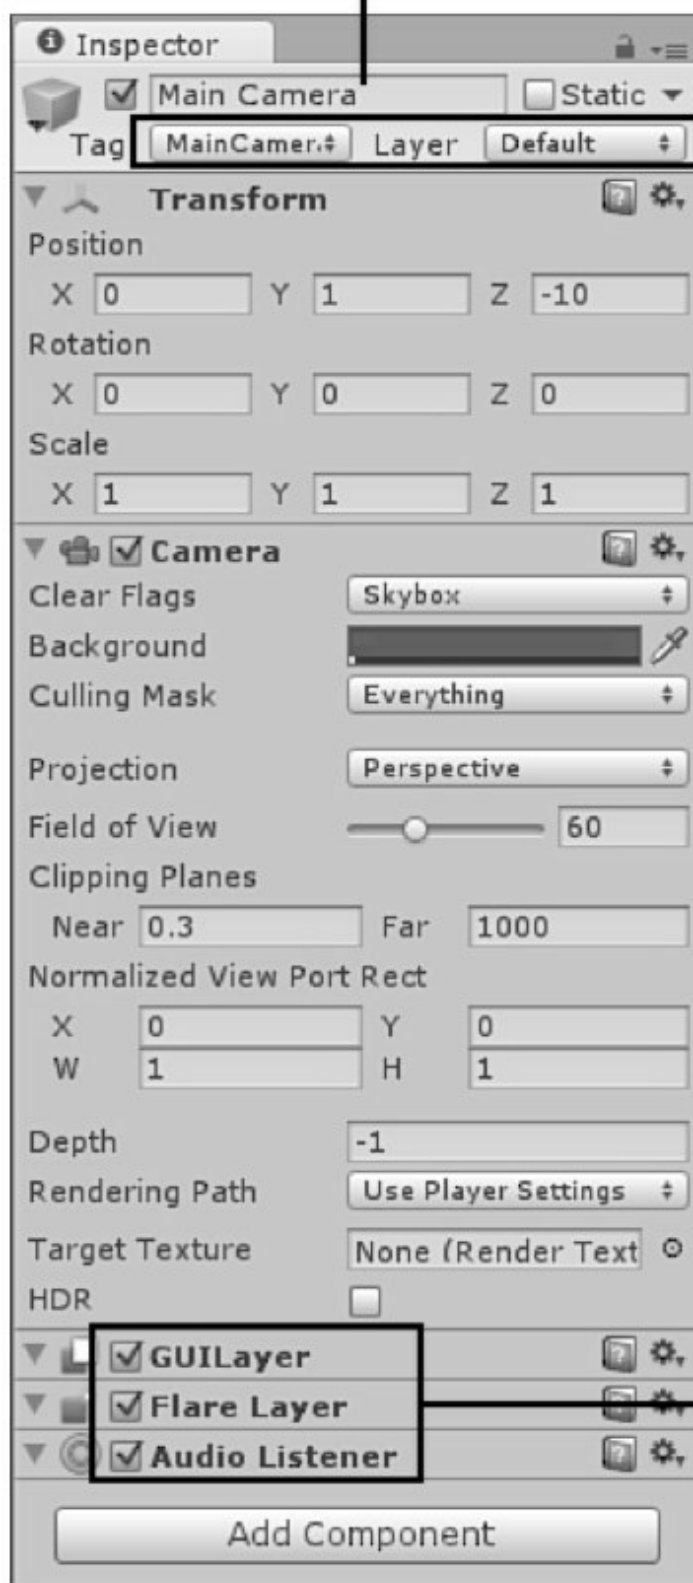 Inspector
Main Camera Static
Tag MainCamer. Layer Default
Transform
Position
X 0 Y 1 Z -10
Rotation
X 0 Y 0 Z 0
Scale
X 1 Y 1 Z 1
Camera
Clear Flags Skybox
Background
Culling Mask Everything
Projection Perspective
Field of View 60
Clipping Planes
Near 0.3 Far 1000
Normalized View Port Rect
X 0 Y 0
W 1 H 1
Depth -1
Rendering Path Use Player Settings
Target Texture None (Render Text
HDR
GUILayer
Flare Layer
Audio Listener
Add Component